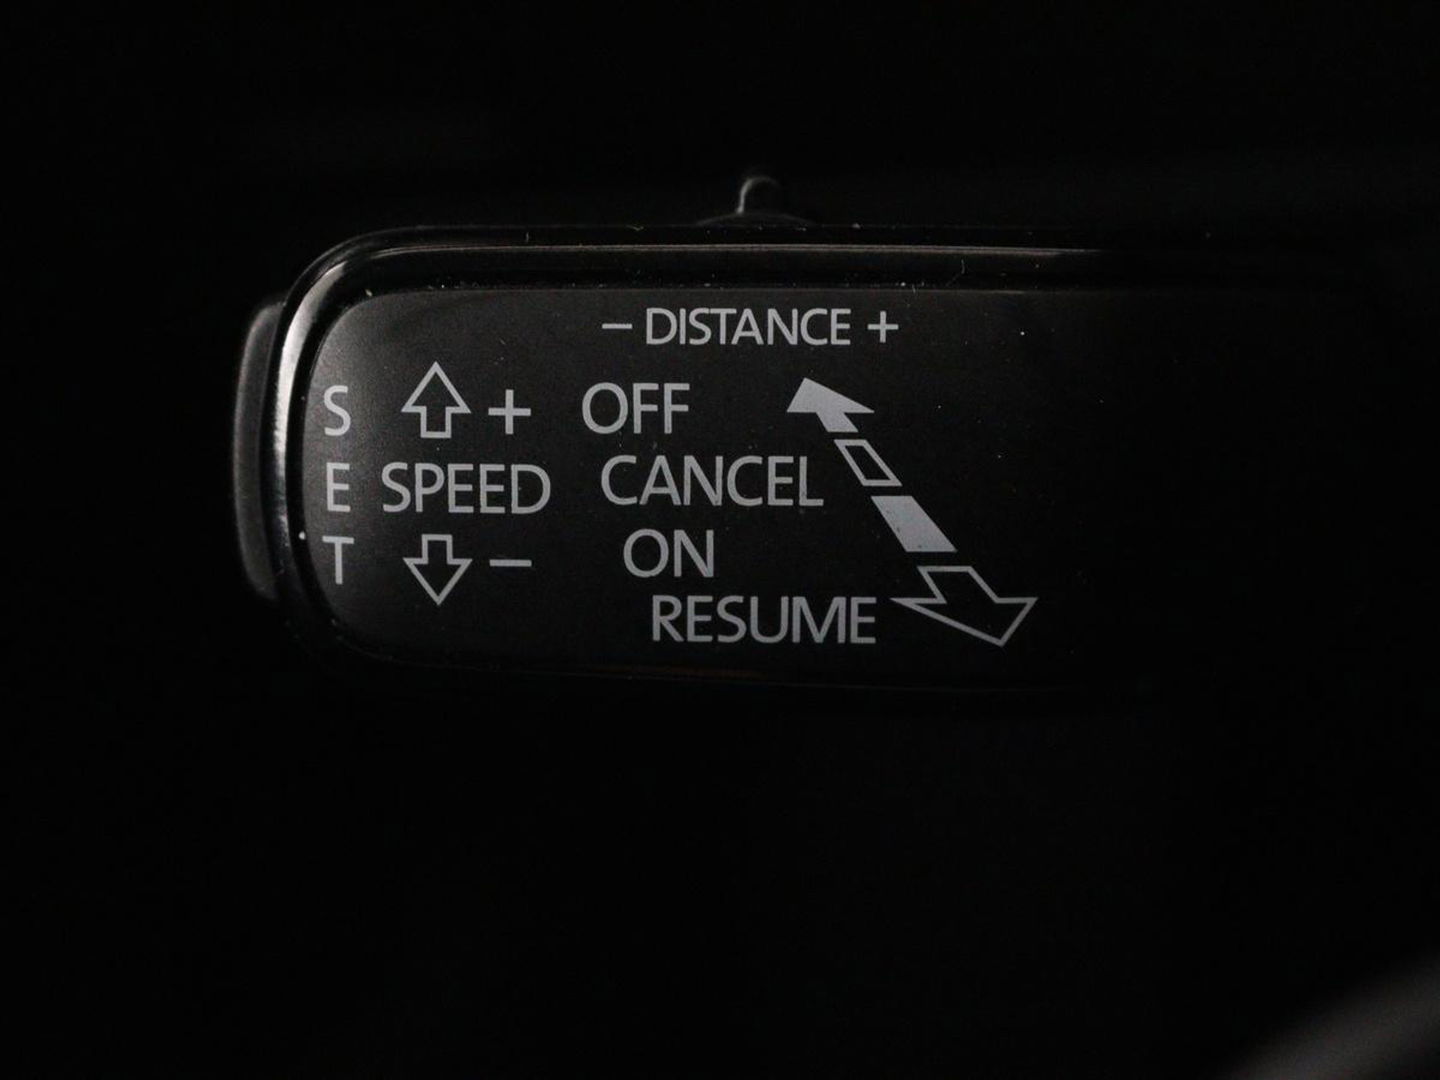 – DISTANCE +
S + OFF
E SPEED CANCEL
T – ON
RESUME